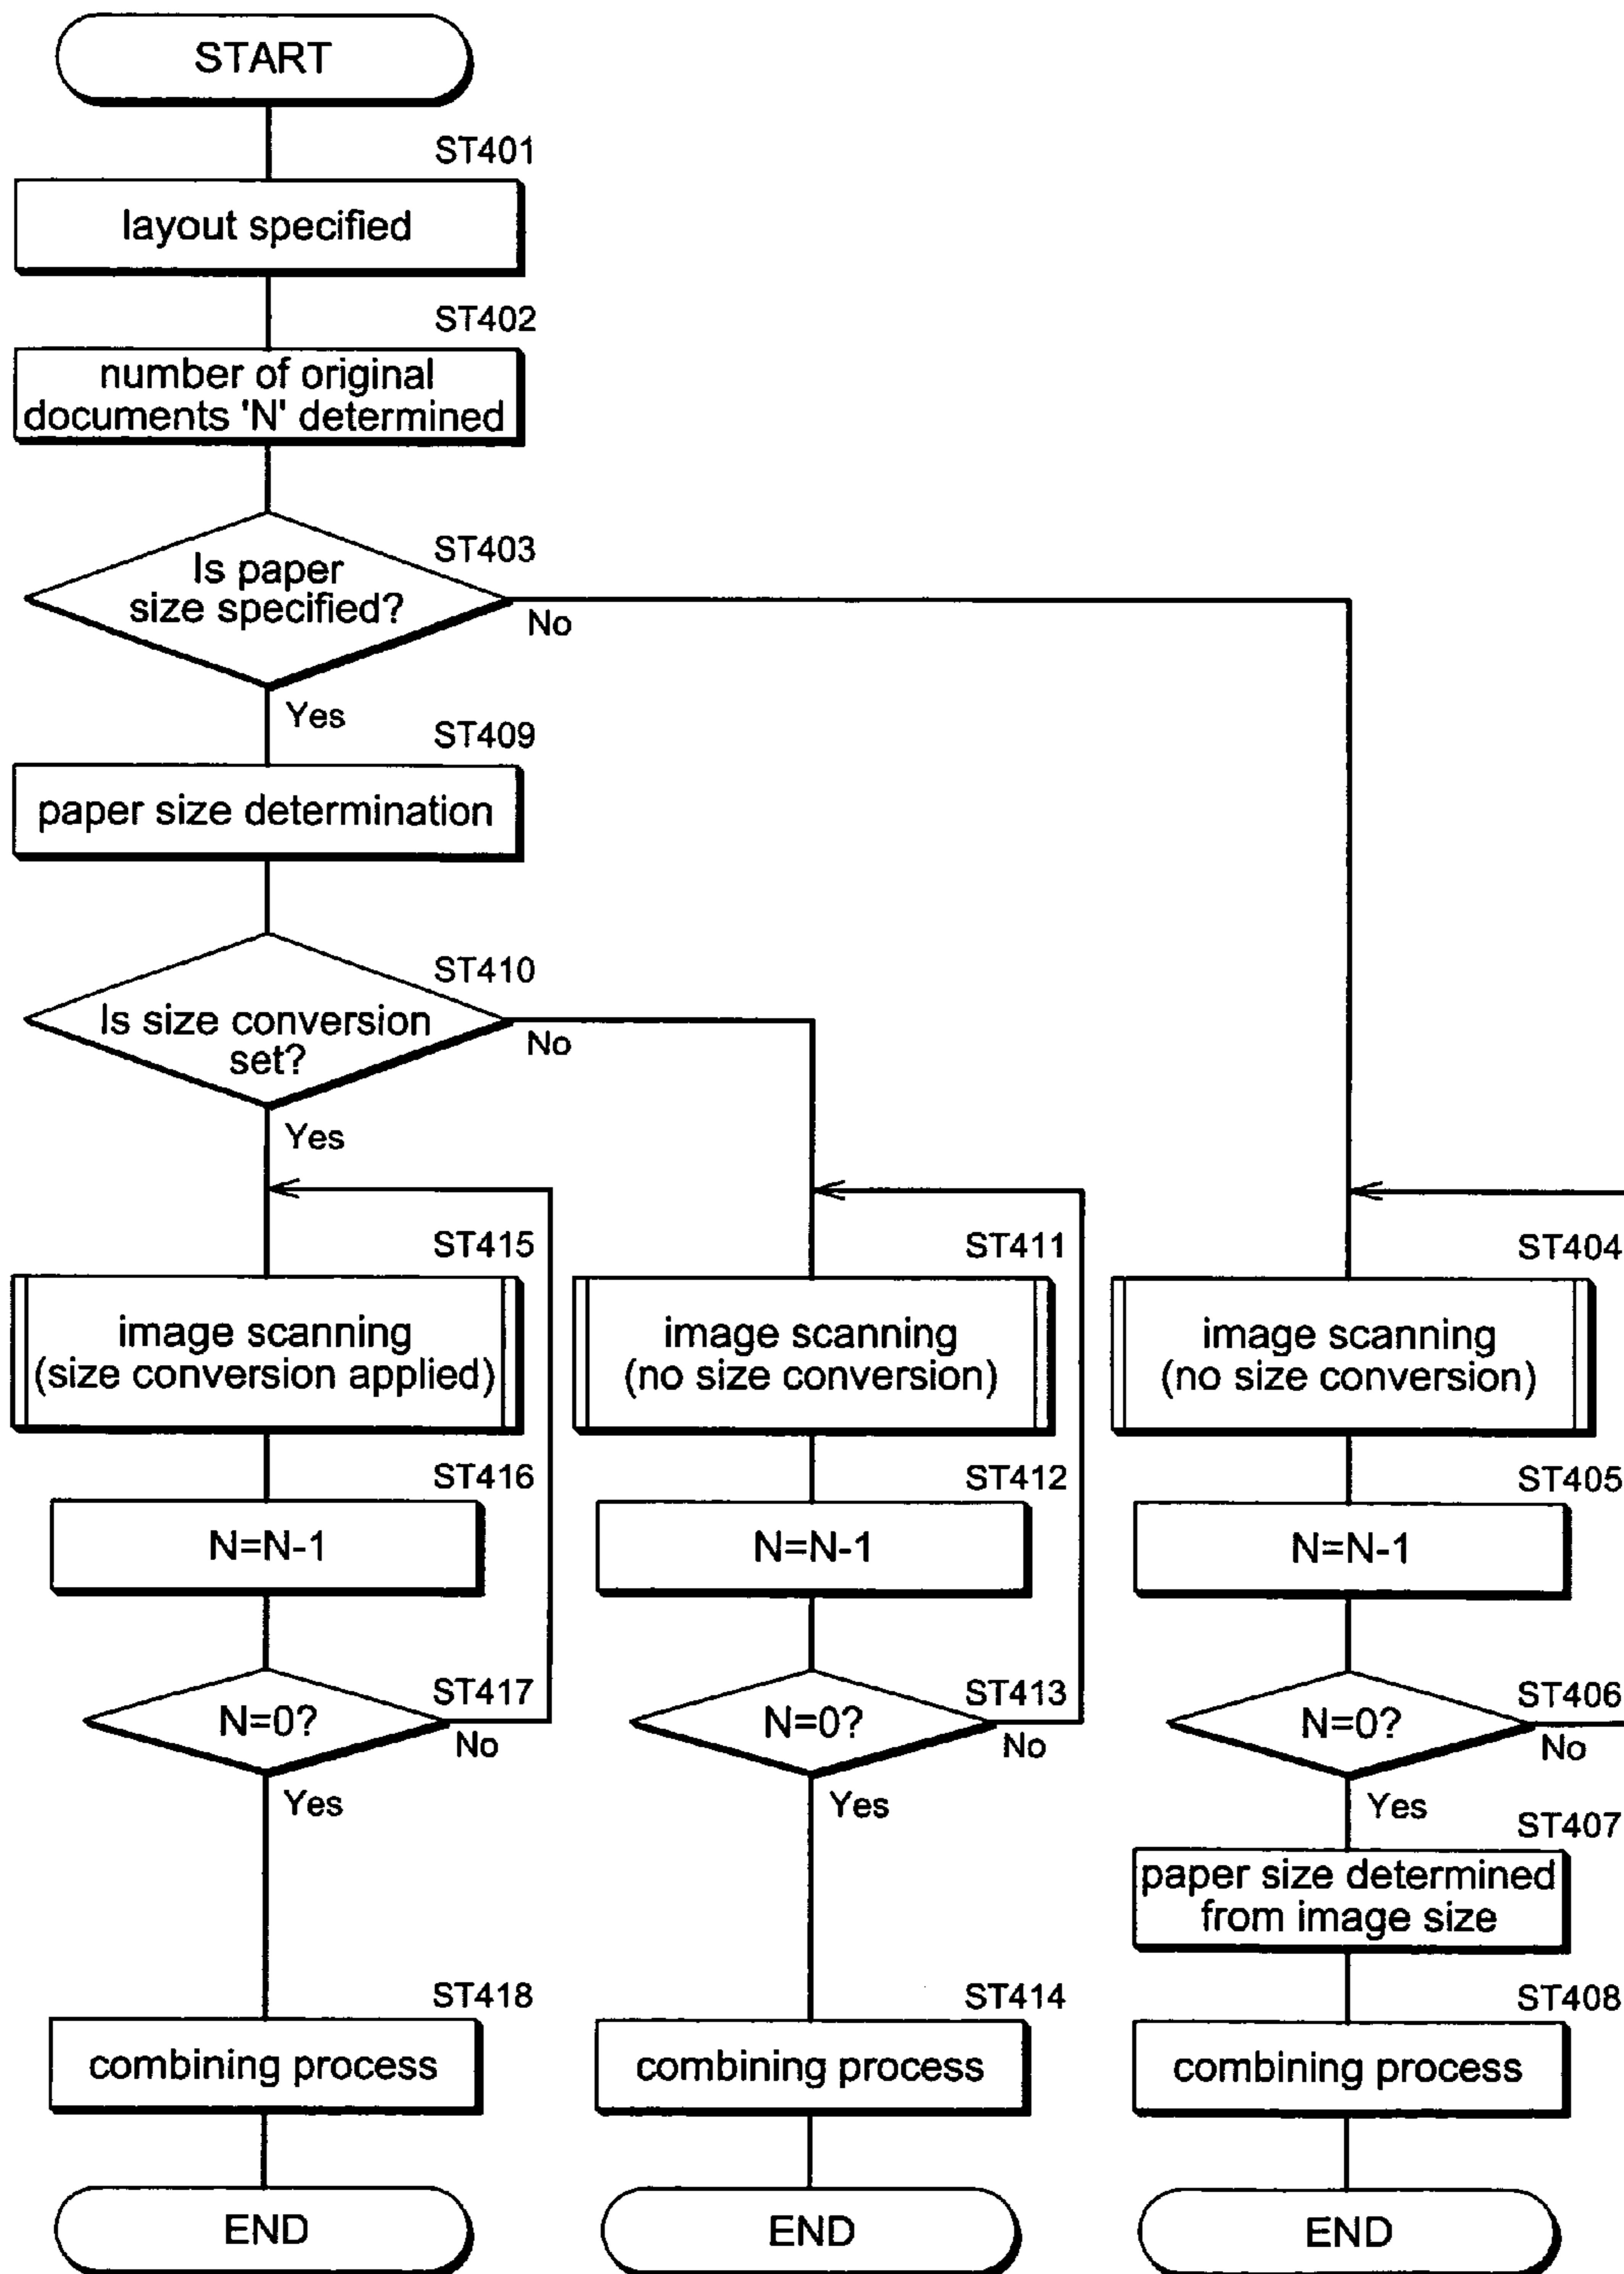 START
ST401
layout specified
ST402
number of original
documents 'N' determined
ST403
Is paper
size specified?
No
Yes
ST409
paper size determination
ST410
Is size conversion
set?
No
Yes
ST415
image scanning
(size conversion applied)
ST416
N=N-1
ST417
N=0?
No
Yes
ST418
combining process
END
ST411
image scanning
(no size conversion)
ST412
N=N-1
ST413
N=0?
No
Yes
ST414
combining process
END
ST404
image scanning
(no size conversion)
ST405
N=N-1
ST406
N=0?
No
Yes
ST407
paper size determined
from image size
ST408
combining process
END